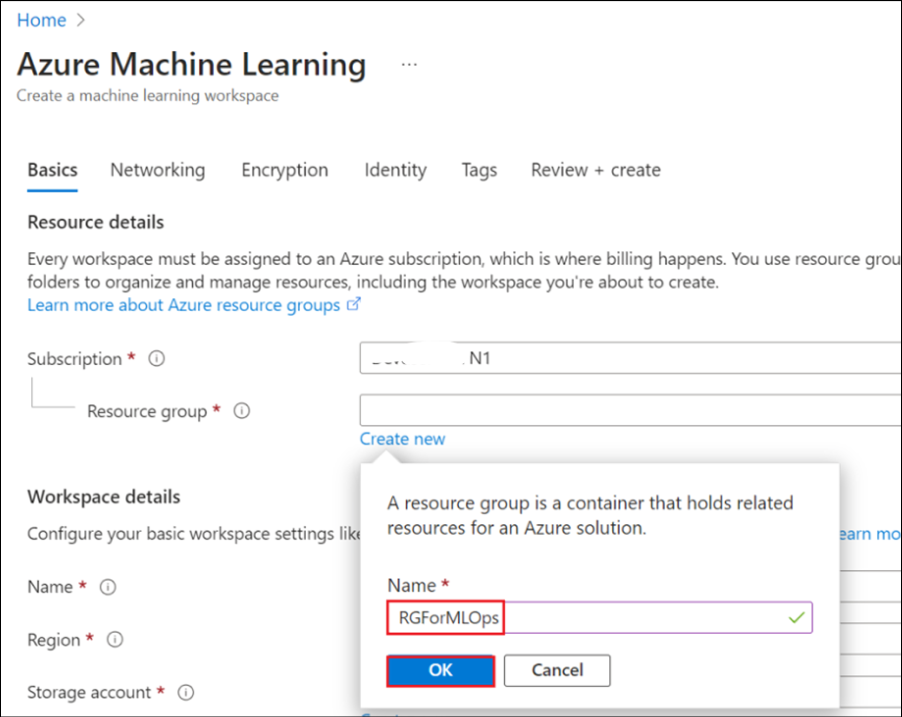 Home >
Azure Machine Learning ...
Create a machine learning workspace
Basics Networking Encryption Identity Tags Review + create
Resource details
Every workspace must be assigned to an Azure subscription, which is where billing happens. You use resource grou
folders to organize and manage resources, including the workspace you're about to create.
Learn more about Azure resource groups
Subscription * N1
Resource group *
Create new
A resource group is a container that holds related
resources for an Azure solution.
Workspace details
Configure your basic workspace settings like earn mo
Name *
RGForMLOps
OK Cancel
Name *
Region *
Storage account *